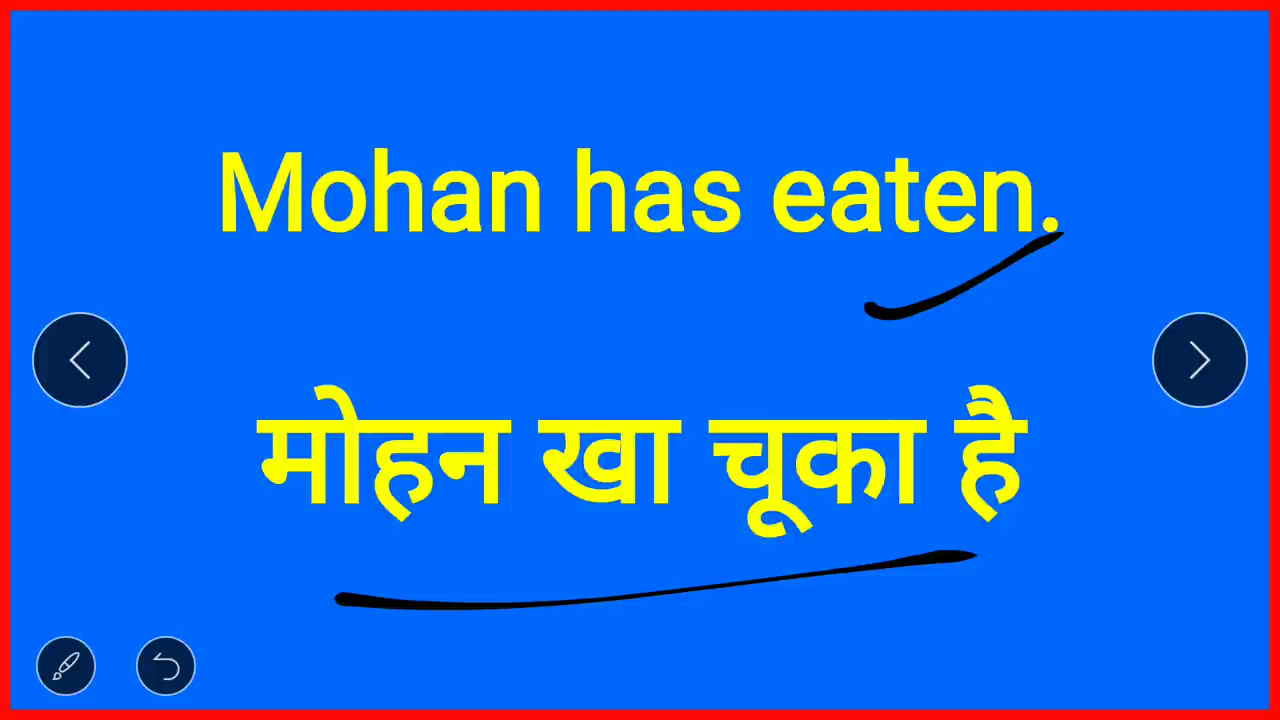 Mohan has eaten.
मोहन खा चूका है